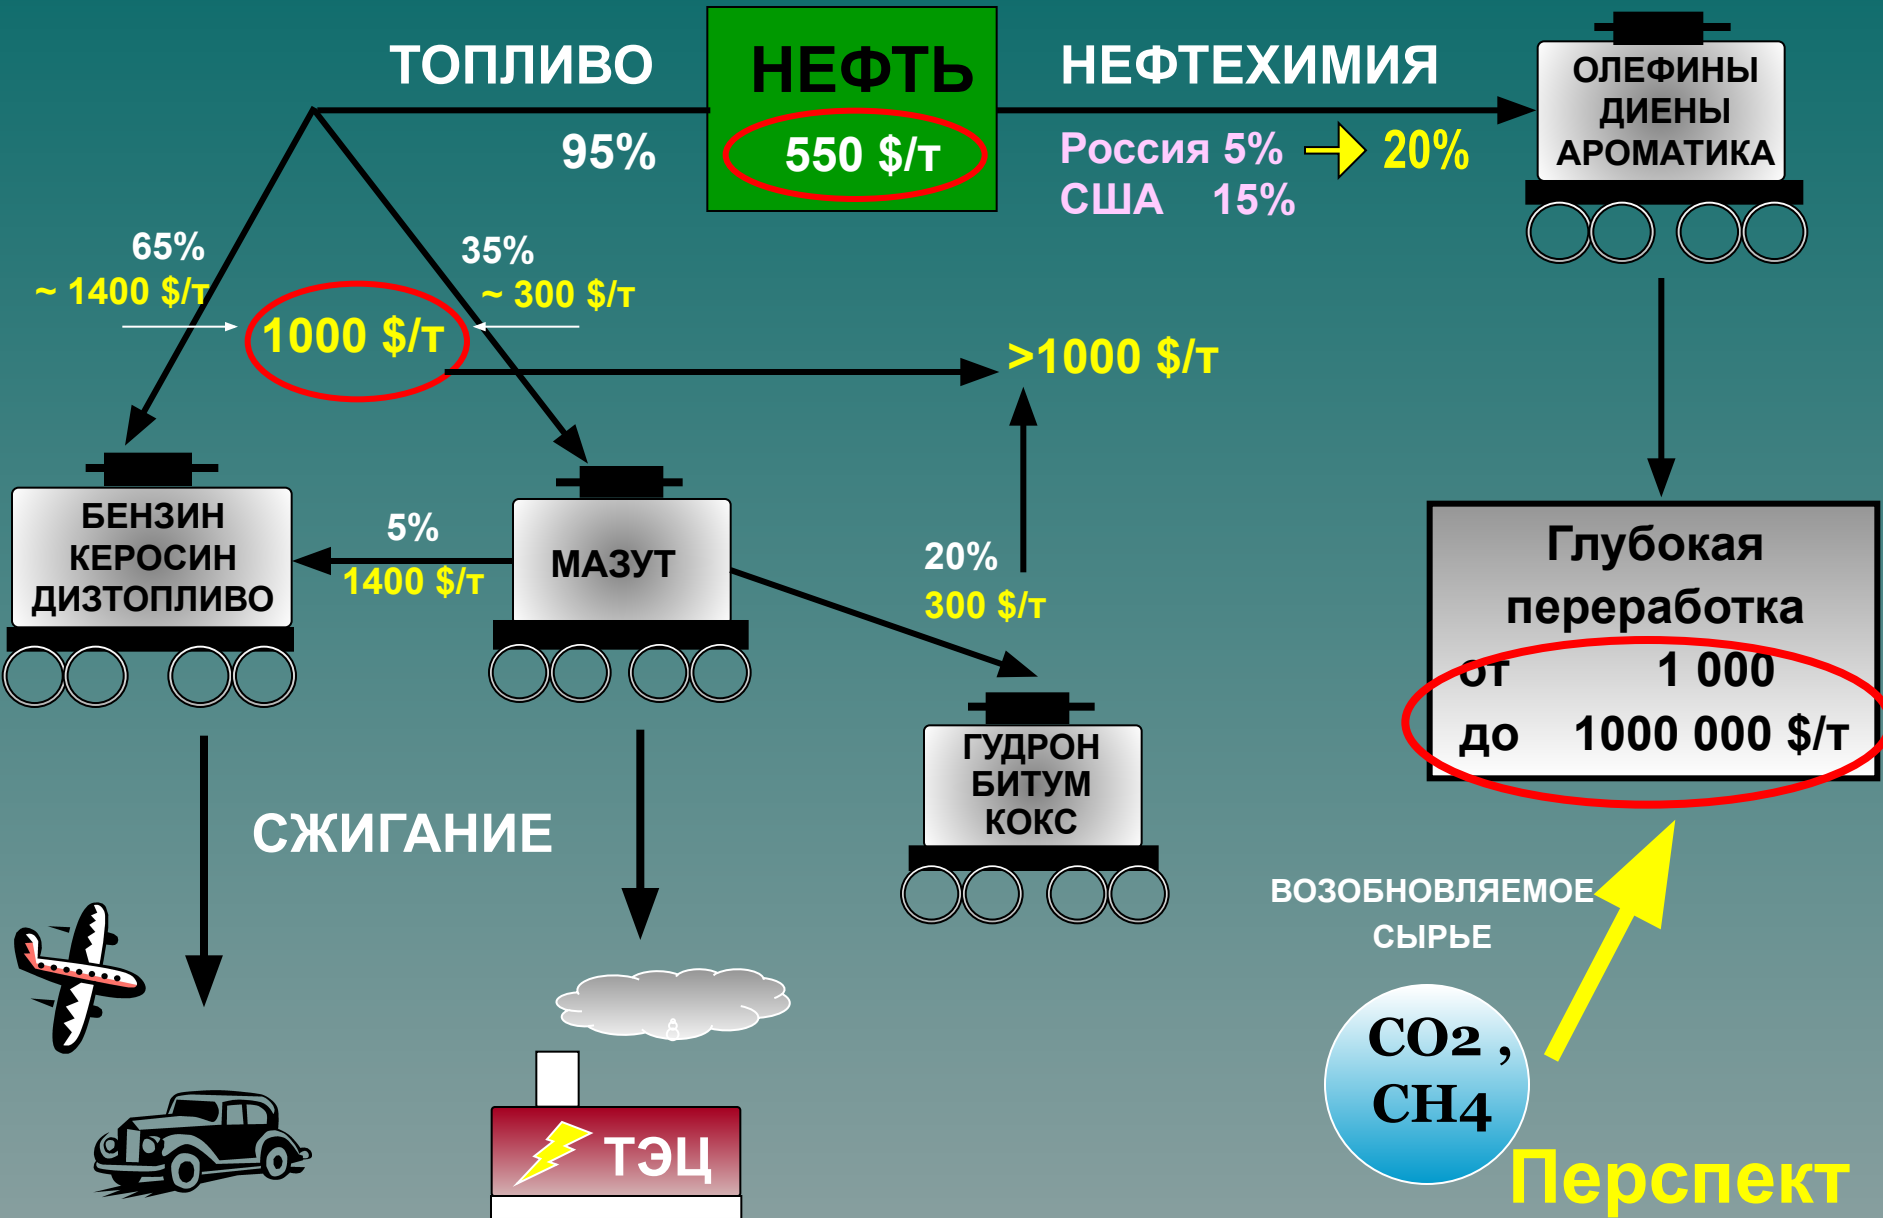 ТОПЛИВО
НЕФТЬ
НЕФТЕХИМИЯ
95%
550 $/т
Россия 5%
20%
США 15%
ОЛЕФИНЫ
ДИЕНЫ
АРОМАТИКА
65%
~ 1400 $/т
35%
~ 300 $/т
1000 $/т
>1000 $/т
БЕНЗИН
КЕРОСИН
ДИЗТОПЛИВО
5%
1400 $/т
МАЗУТ
20%
300 $/т
Глубокая
переработка
от 1 000
до 1000 000 $/т
ГУДРОН
БИТУМ
КОКС
СЖИГАНИЕ
ВОЗОБНОВЛЯЕМОЕ
СЫРЬЕ
CO2 ,
CH4
ТЭЦ
Перспект